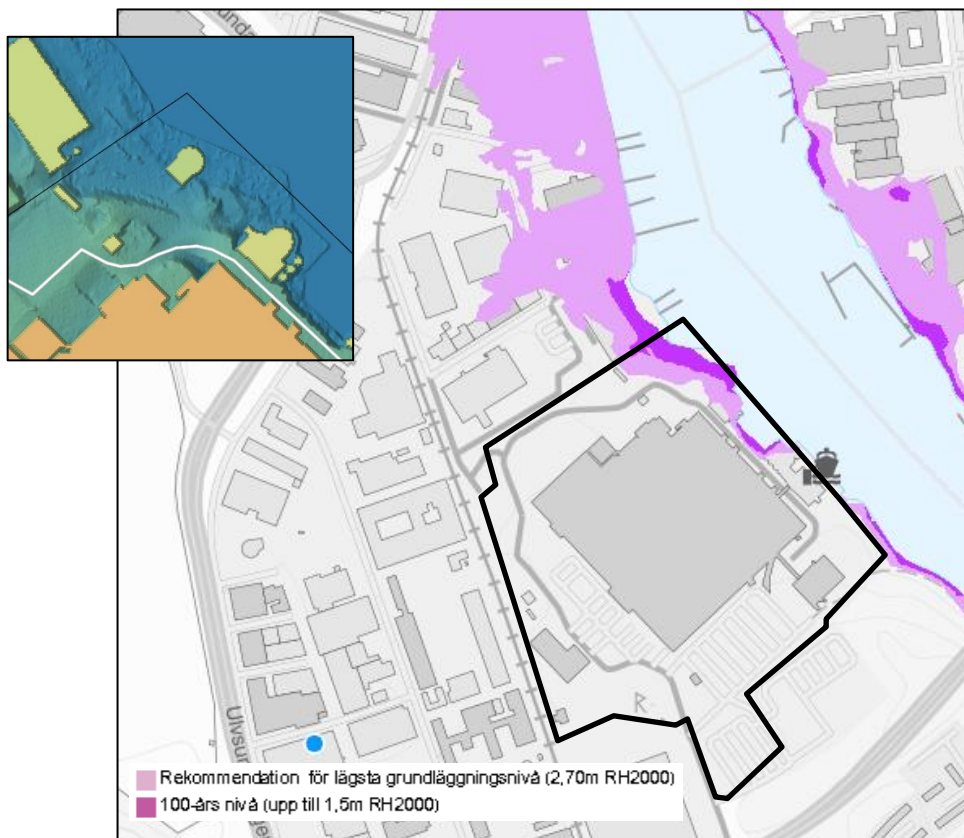 Rekommendation för lägsta grundläggningsnivå (2,70m RH2000)
100-års nivå (upp till 1,5m RH2000)